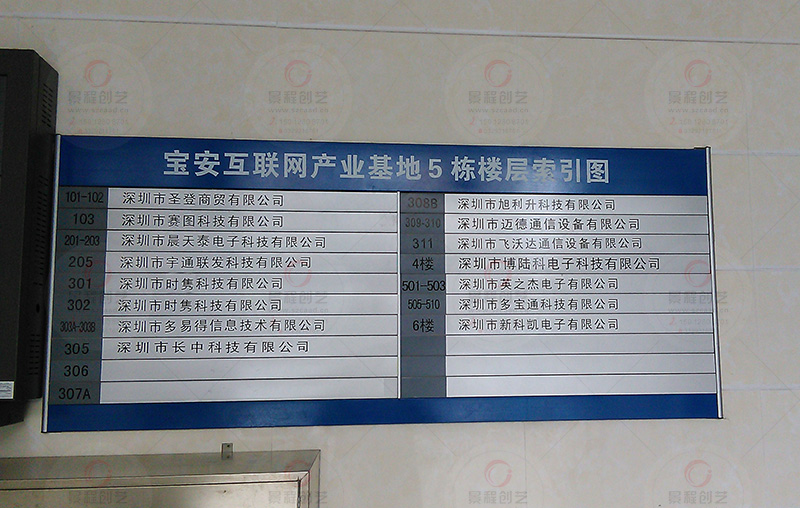 宝安互联网产业基地5栋楼层索引图
101-102 深圳市圣登商贸有限公司
103 深圳市赛图科技有限公司
201-203 深圳市晨天泰电子科技有限公司
205 深圳市宇通联发科技有限公司
301 深圳市时隽科技有限公司
302 深圳市时隽科技有限公司
303A-303B 深圳市多易得信息技术有限公司
305 深圳市长中科技有限公司
306
307A
308B 深圳市旭利升科技有限公司
309-310 深圳市迈德通信设备有限公司
311 深圳市飞沃达通信设备有限公司
4楼 深圳市博陆科电子科技有限公司
501-503 深圳市英之杰电子有限公司
505-510 深圳市多宝通科技有限公司
6楼 深圳市新科凯电子有限公司
景程创艺